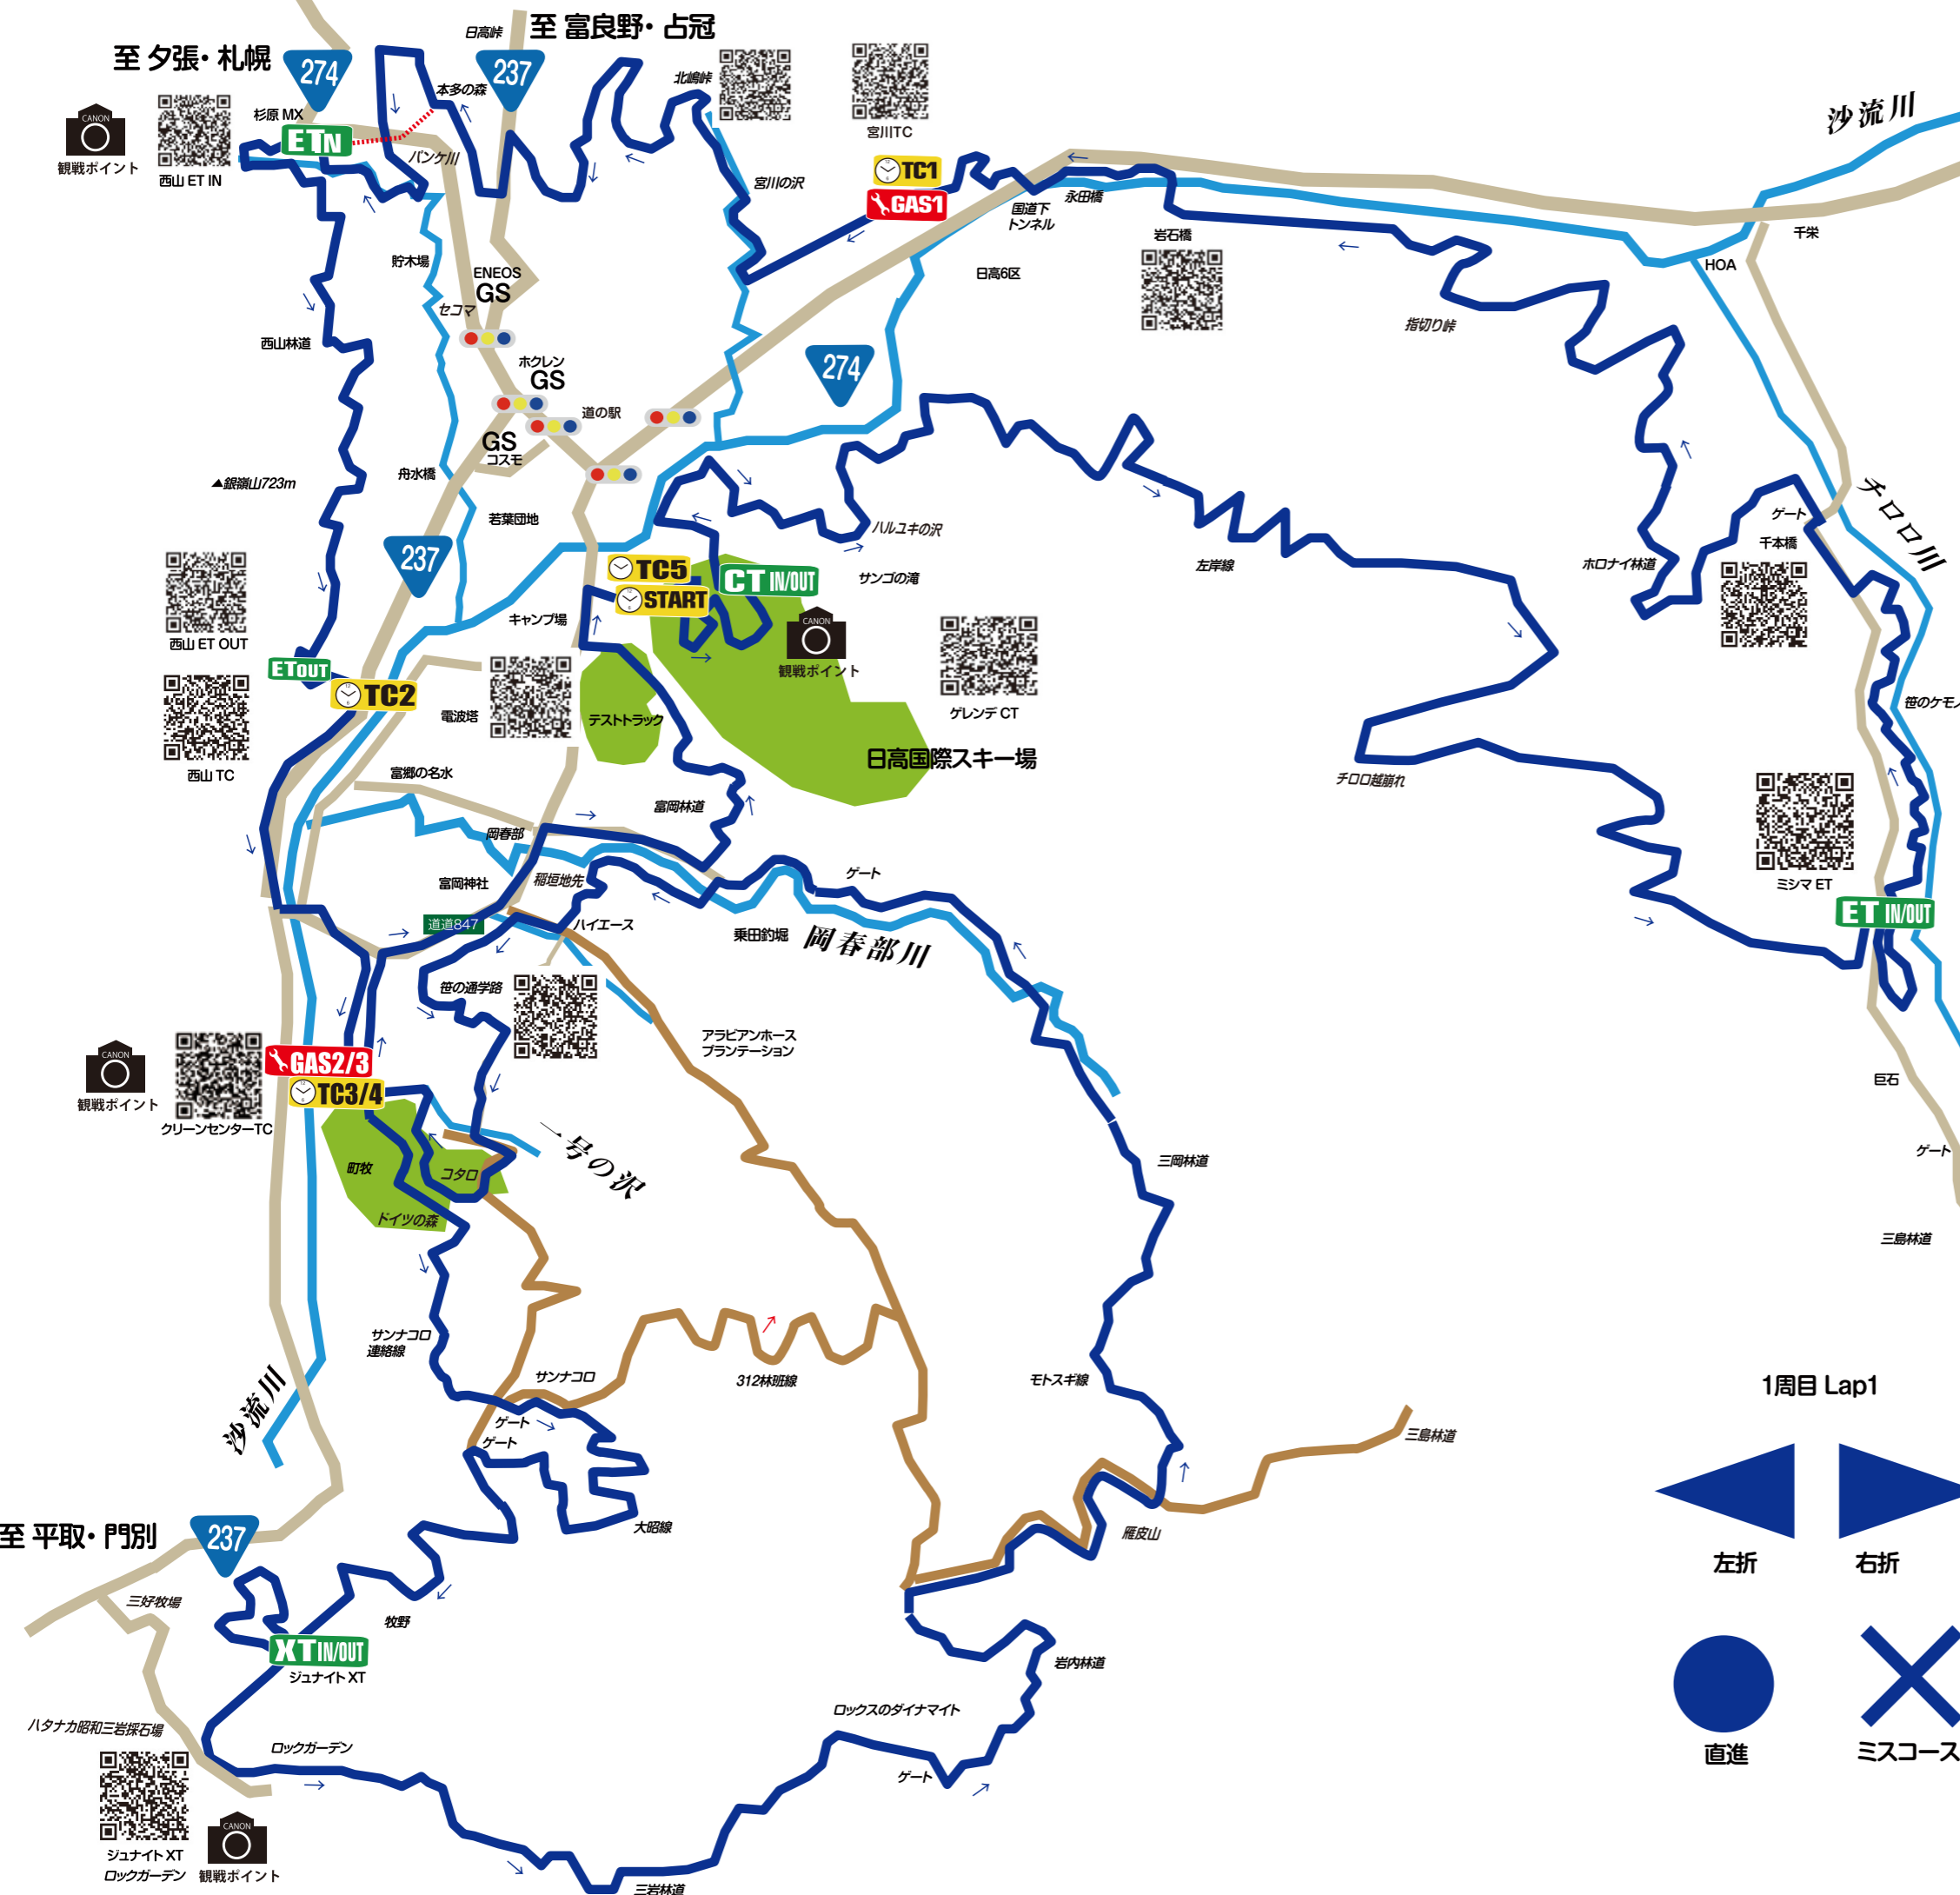 至 富良野・占冠
日高峠
至 夕張・札幌
274
237
本多の森
北嶋峠
杉原 MX
CANON
観戦ポイント
西山 ET IN
ET IN
パンケ川
宮川TC
TC1
GAS1
宮川の沢
沙流川
永田橋
国道下
トンネル
岩石橋
千栄
HOA
日高6区
指切り峠
貯木場
ENEOS
GS
セコマ
西山林道
ホクレン
GS
道の駅
274
GS
コスモ
舟水橋
▲銀嶺山723m
若葉団地
237
ハルユキの沢
サンゴの滝
左岸線
ホロナイ林道
ゲート
千本橋
チロロ川
TC5
START
CT IN/OUT
キャンプ場
CANON
観戦ポイント
ゲレンデ CT
西山 ET OUT
ET OUT
TC2
西山 TC
電波塔
テストトラック
日高国際スキー場
笹のケモノ
チロロ越崩れ
富郷の名水
富岡林道
岡春部
ミシマ ET
ET IN/OUT
富岡神社
稲垣地先
ゲート
道道847
ハイエース
乗田釣堀
岡春部川
笹の通学路
アラビアンホース
プランテーション
CANON
観戦ポイント
GAS2/3
TC3/4
クリーンセンターTC
巨石
ゲート
町牧
コタロ
ドイツの森
一号の沢
三岡林道
三島林道
サンナコロ
連絡線
サンナコロ
312林班線
モトスギ線
沙流川
ゲート
ゲート
大昭線
三島林道
雁皮山
1周目 Lap1
左折
右折
直進
ミスコース
至 平取・門別
237
三好牧場
牧野
XT IN/OUT
ジュナイト XT
岩内林道
ロックスのダイナマイト
ゲート
ハタナカ昭和三岩採石場
ロックガーデン
ジュナイト XT
ロックガーデン
CANON
観戦ポイント
三岩林道